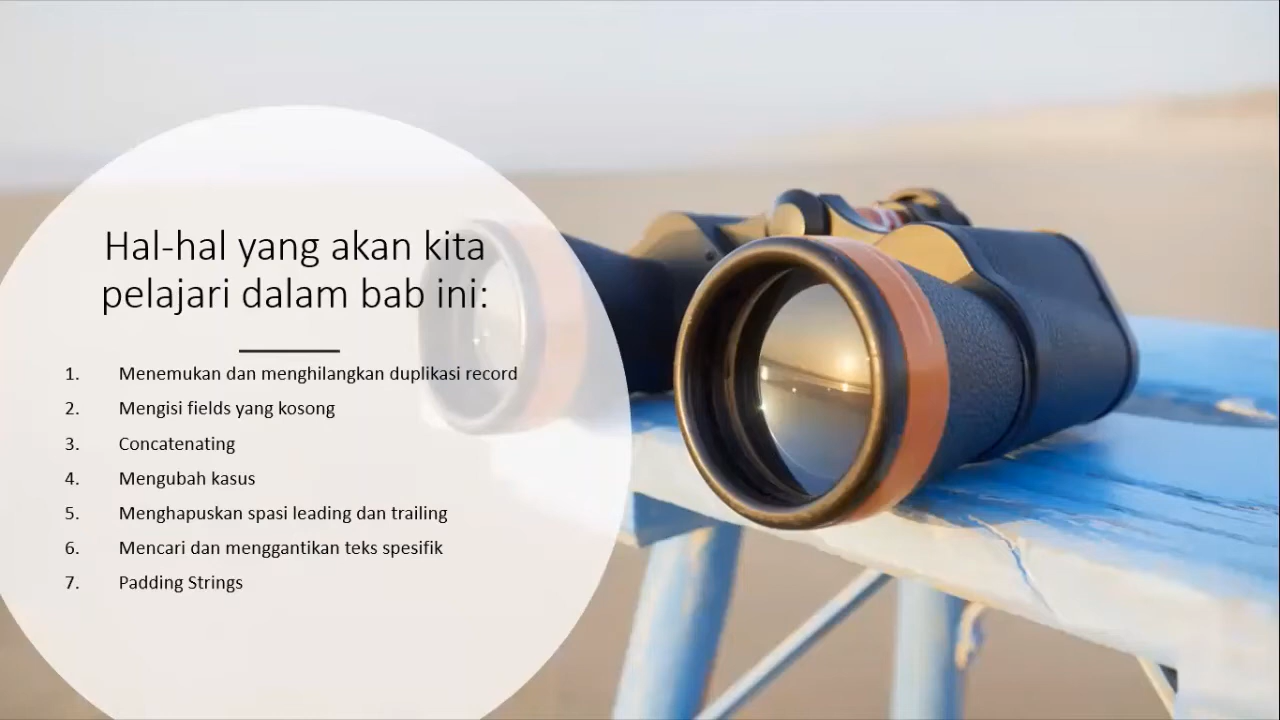 Hal-hal yang akan kita
pelajari dalam bab ini:
1. Menemukan dan menghilangkan duplikasi record
2. Mengisi fields yang kosong
3. Concatenating
4. Mengubah kasus
5. Menghapuskan spasi leading dan trailing
6. Mencari dan menggantikan teks spesifik
7. Padding Strings